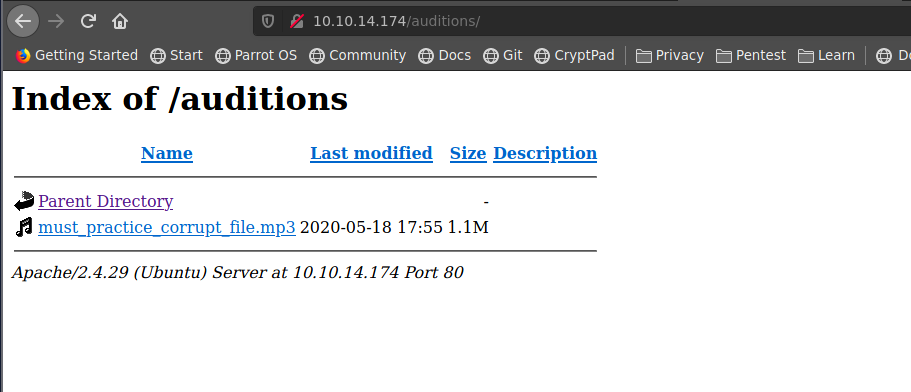 10.10.14.174/auditions/
Getting Started Start Parrot OS Community Docs Git CryptPad Privacy Pentest Learn
Index of /auditions
Name Last modified Size Description
Parent Directory -
must_practice_corrupt_file.mp3 2020-05-18 17:55 1.1M
Apache/2.4.29 (Ubuntu) Server at 10.10.14.174 Port 80